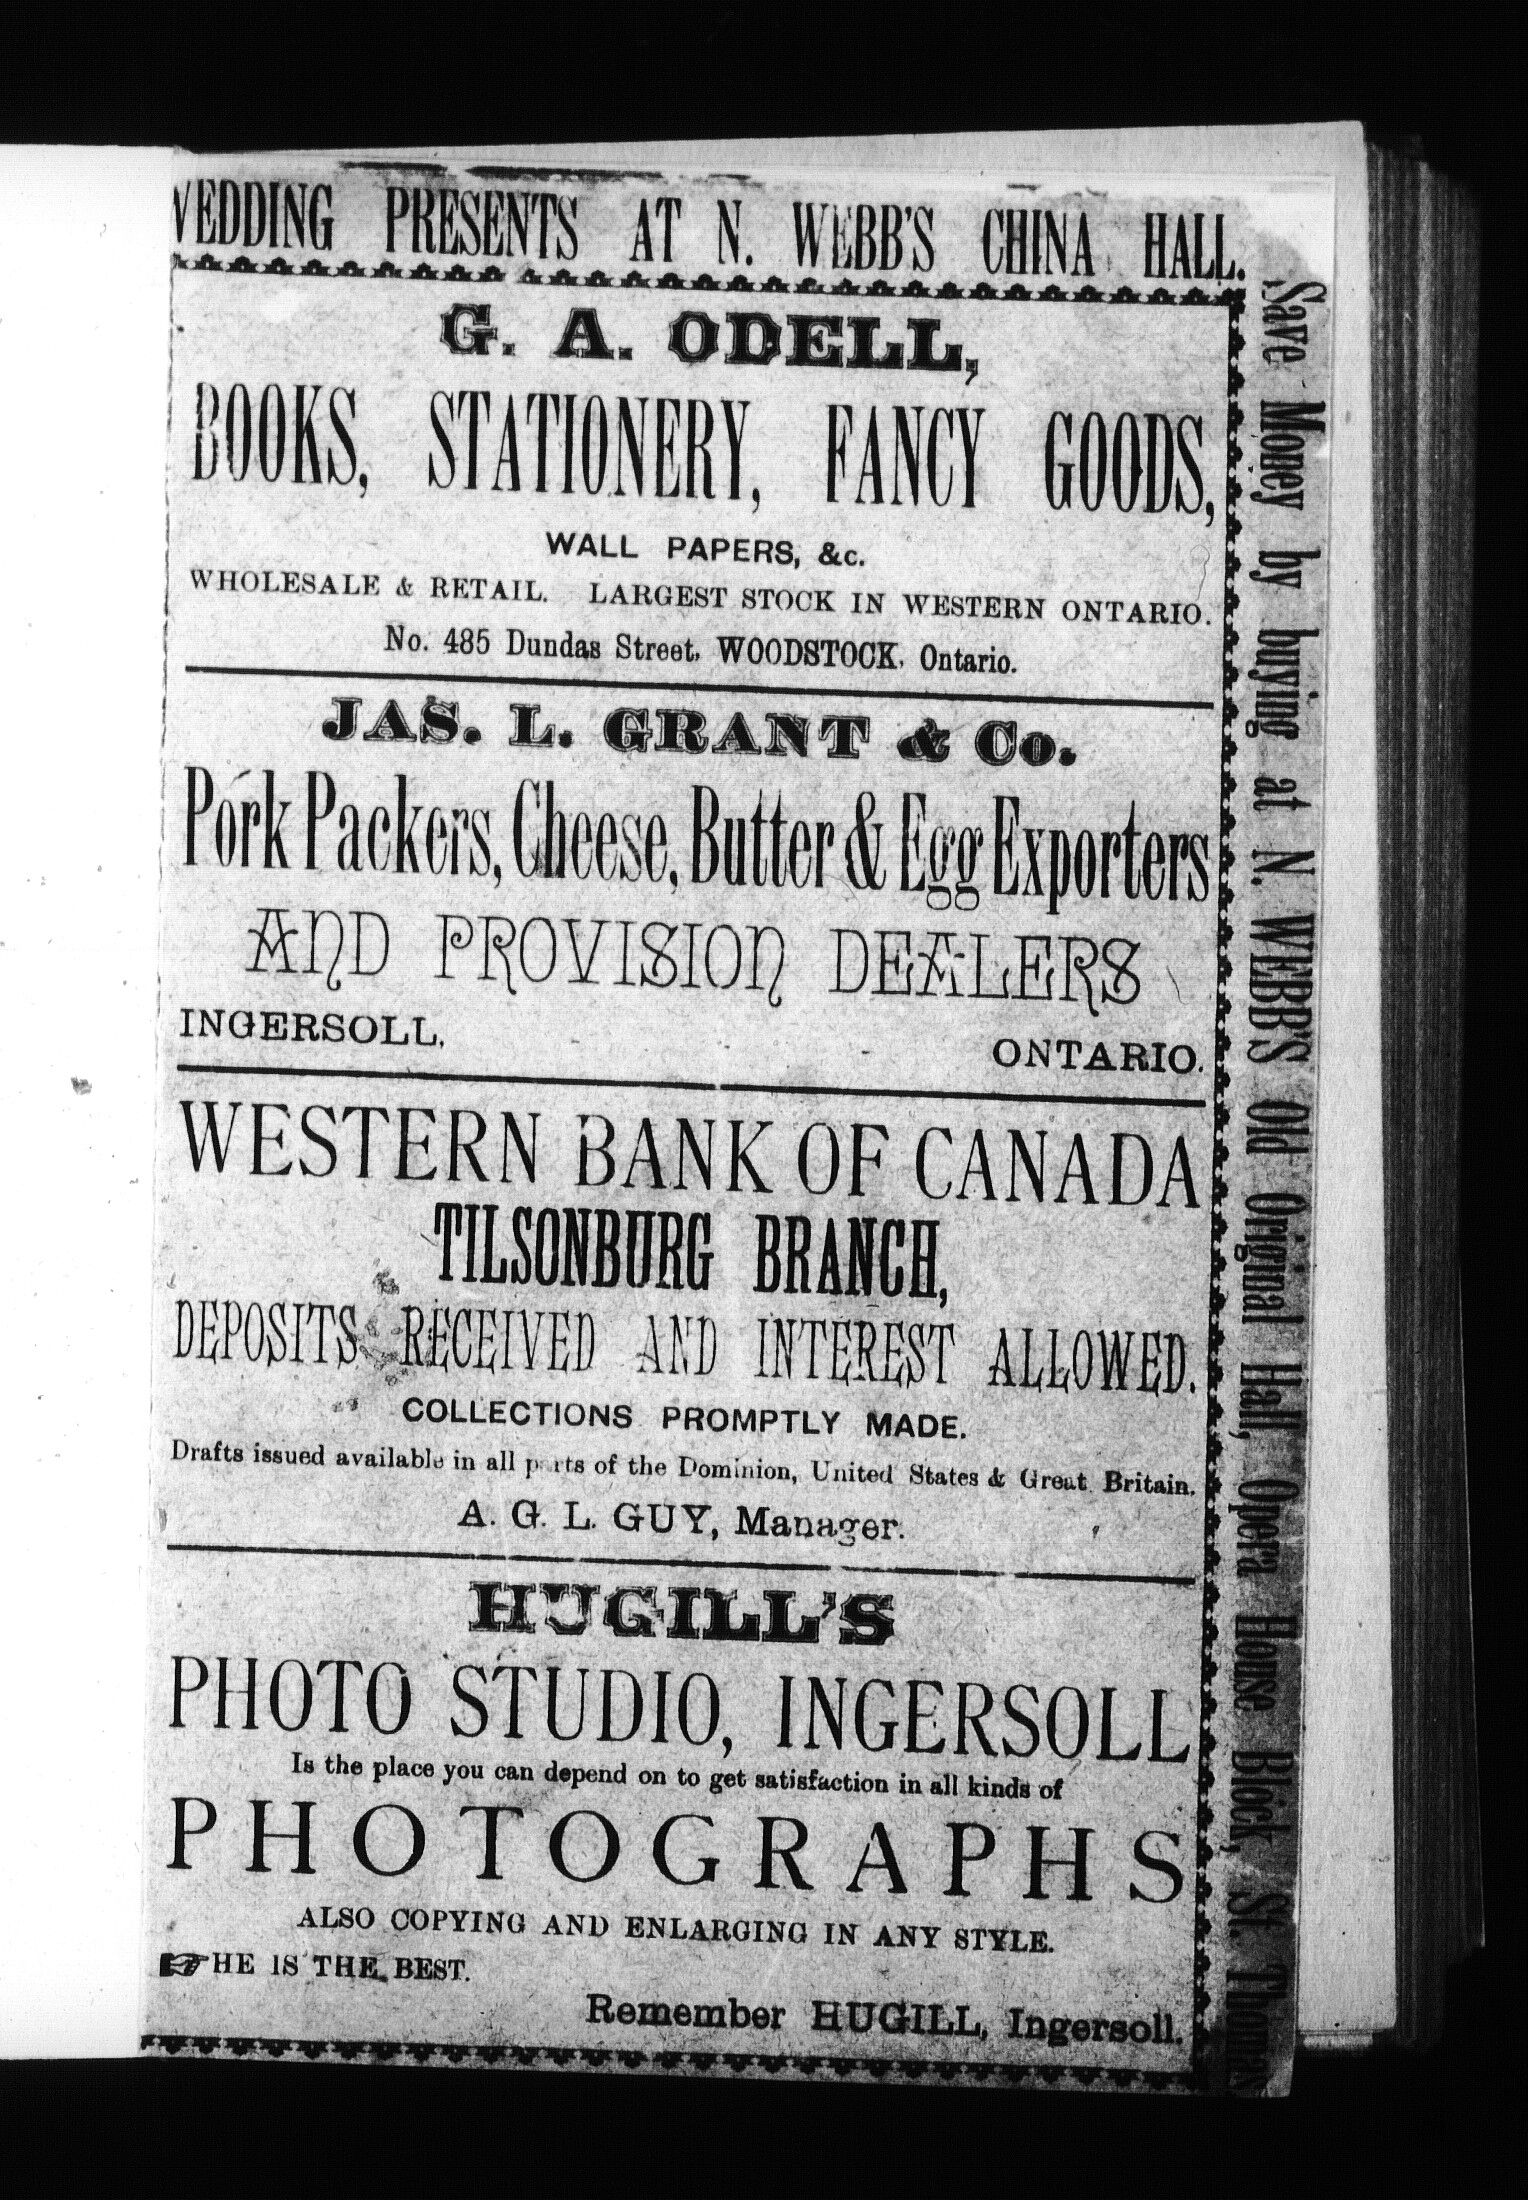 WEDDING PRESENTS AT N. WEBB'S CHINA HALL.
G. A. ODELL,
BOOKS, STATIONERY, FANCY GOODS,
WALL PAPERS, &c.
WHOLESALE & RETAIL. LARGEST STOCK IN WESTERN ONTARIO.
No. 485 Dundas Street, WOODSTOCK, Ontario.
JAS. L. GRANT & Co.
Pork Packers, Cheese, Butter & Egg Exporters
AND PROVISION DEALERS
INGERSOLL, ONTARIO.
WESTERN BANK OF CANADA
TILSONBURG BRANCH,
DEPOSITS RECEIVED AND INTEREST ALLOWED.
COLLECTIONS PROMPTLY MADE.
Drafts issued available in all parts of the Dominion, United States & Great Britain.
A. G. L. GUY, Manager.
HUGILL'S
PHOTO STUDIO, INGERSOLL
Is the place you can depend on to get satisfaction in all kinds of
PHOTOGRAPHS
ALSO COPYING AND ENLARGING IN ANY STYLE.
☞HE IS THE BEST.
Remember HUGILL, Ingersoll.
Save Money by buying at N. WEBB'S Old Original Hall, Opera House Block, St. Thomas.